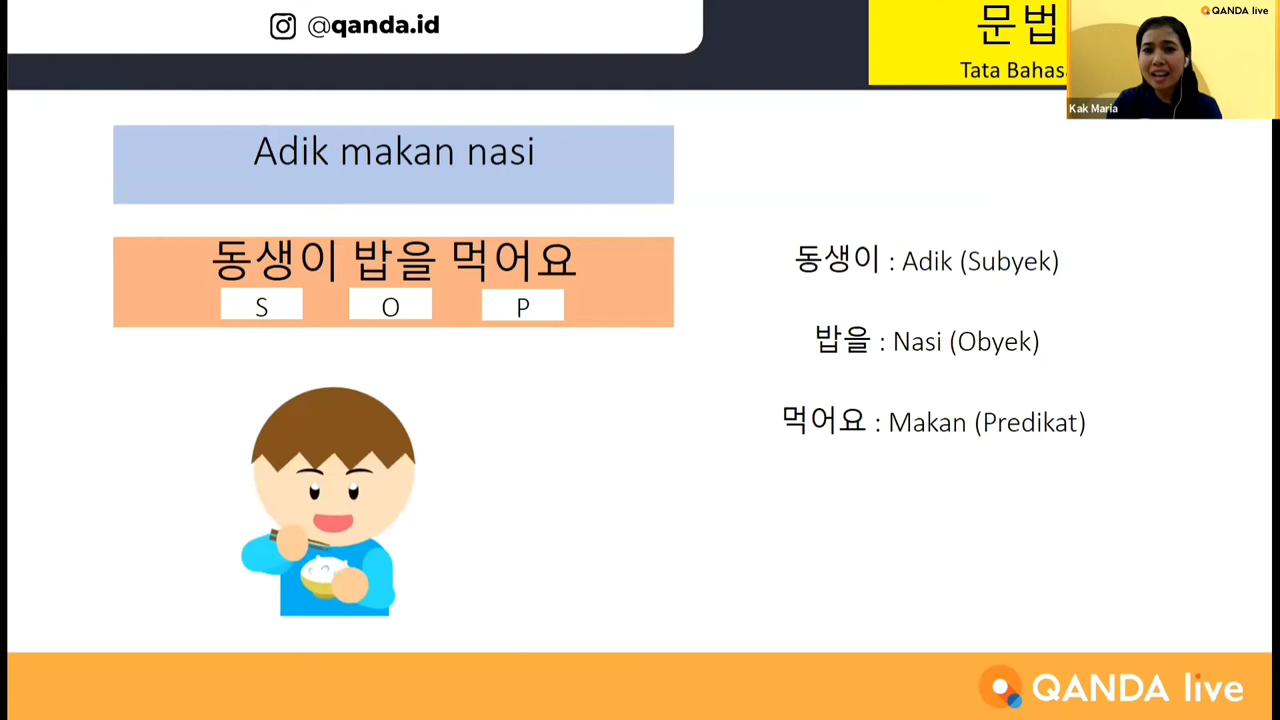 @qanda.id
문법
Tata Bahasa
QANDA live
Kak Maria
Adik makan nasi
동생이 밥을 먹어요
S O P
동생이 : Adik (Subyek)
밥을 : Nasi (Obyek)
먹어요 : Makan (Predikat)
QANDA live